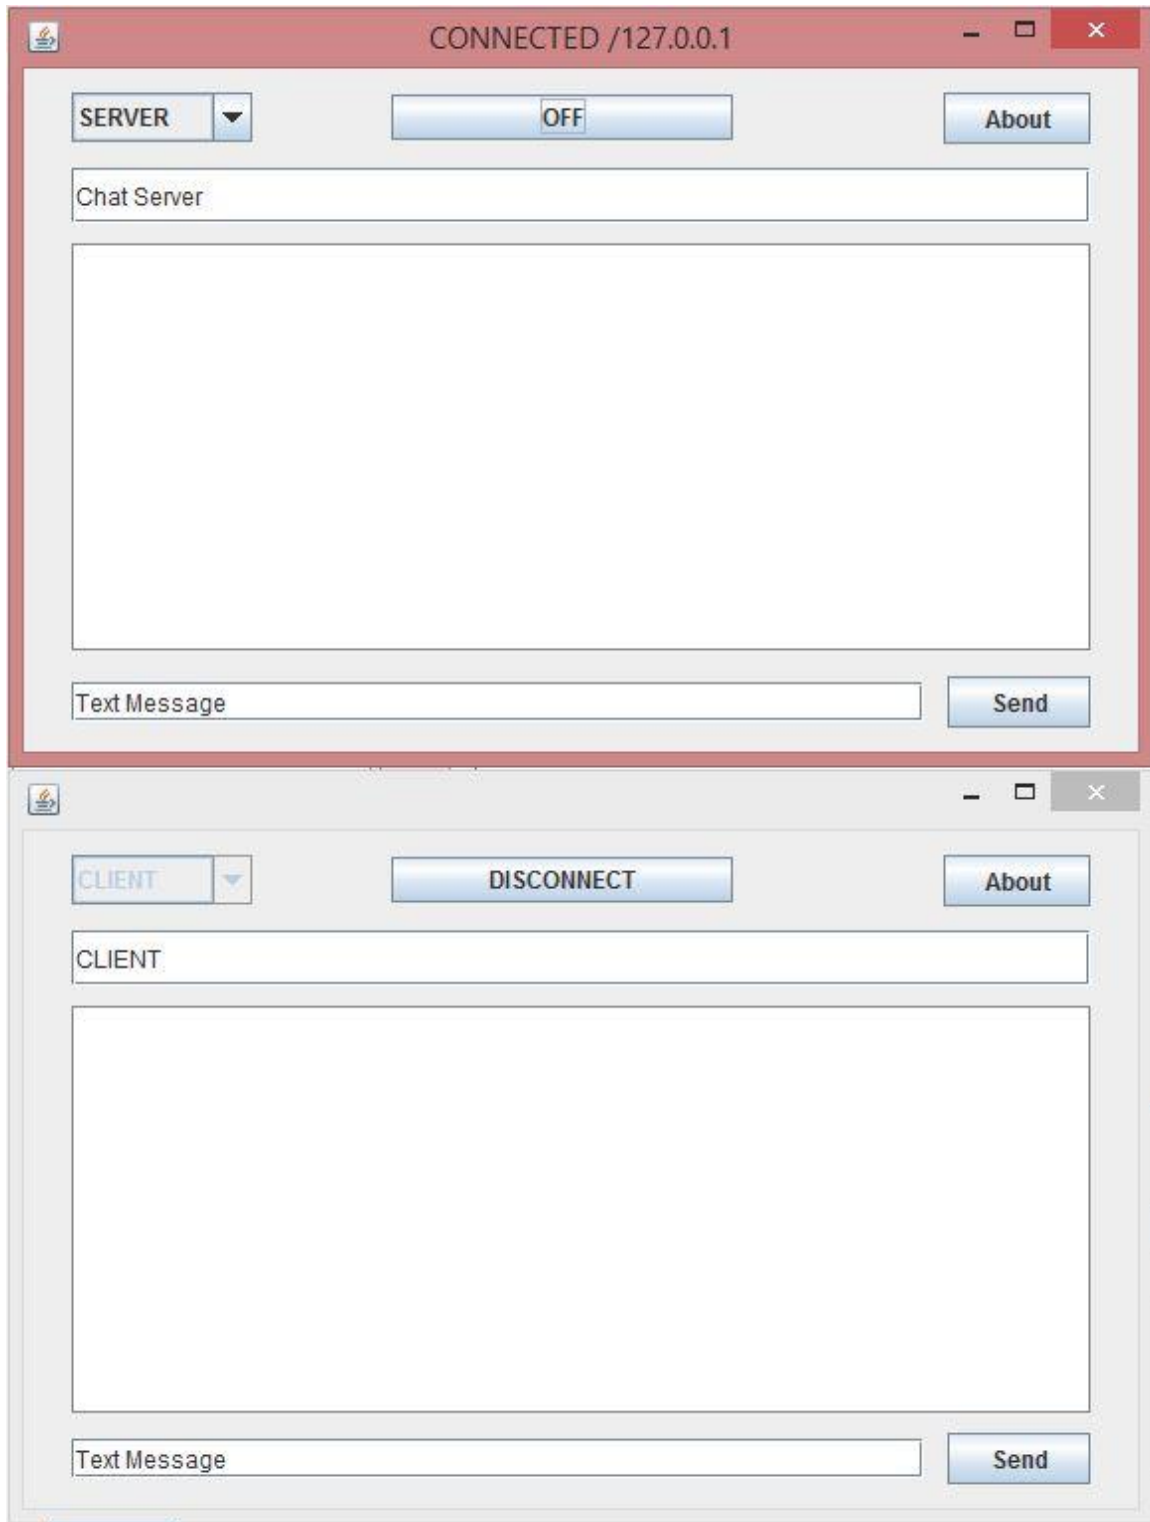 CONNECTED /127.0.0.1
SERVER OFF About
Chat Server
Text Message Send
CLIENT DISCONNECT About
CLIENT
Text Message Send